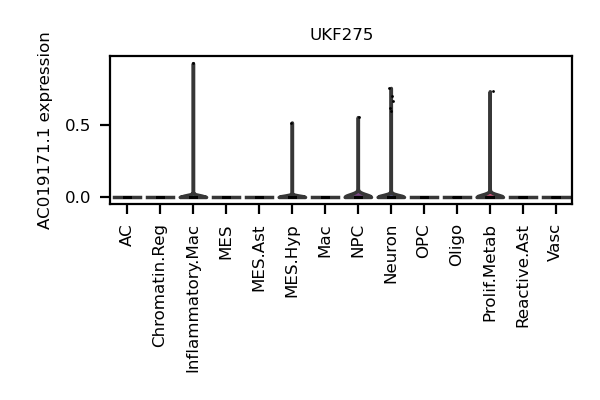 UKF275
AC019171.1 expression
0.5
0.0
AC
Chromatin.Reg
Inflammatory.Mac
MES
MES.Ast
MES.Hyp
Mac
NPC
Neuron
OPC
Oligo
Prolif.Metab
Reactive.Ast
Vasc